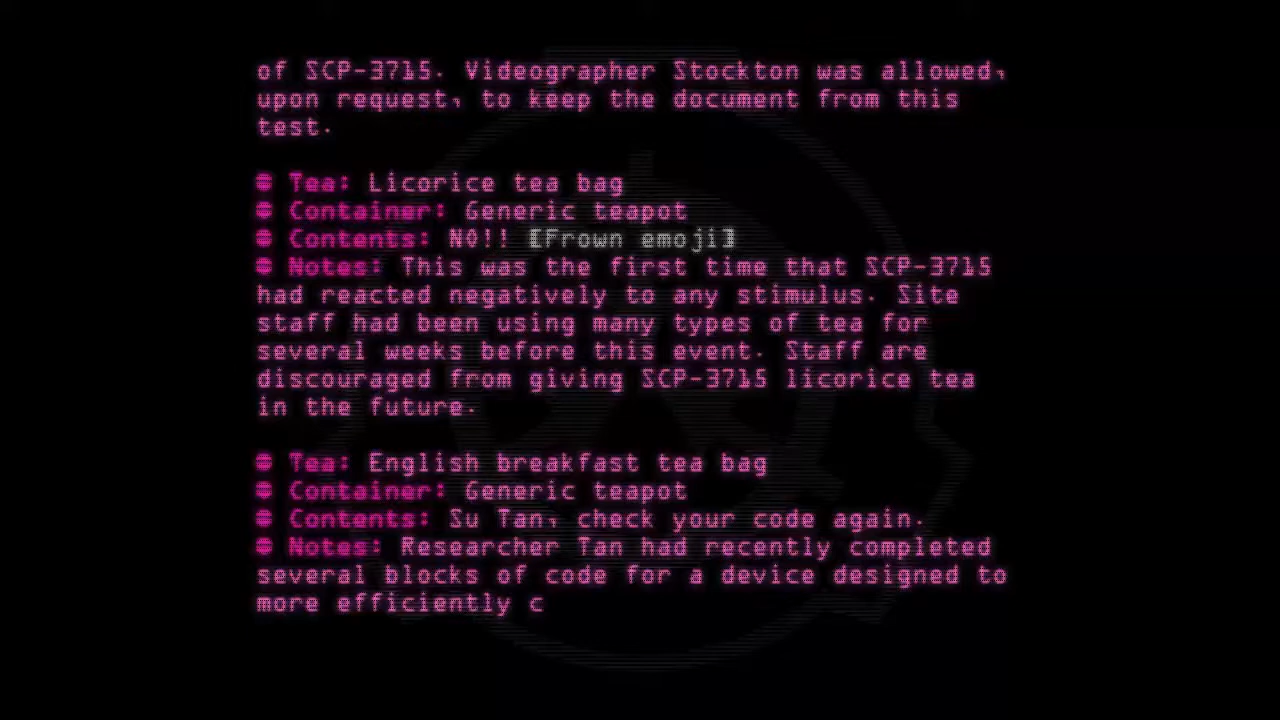 of SCP-3715. Videographer Stockton was allowed,
upon request, to keep the document from this
test.
● Tea: Licorice tea bag
● Container: Generic teapot
● Contents: NO!! [Frown emoji]
● Notes: This was the first time that SCP-3715
had reacted negatively to any stimulus. Site
staff had been using many types of tea for
several weeks before this event. Staff are
discouraged from giving SCP-3715 licorice tea
in the future.
● Tea: English breakfast tea bag
● Container: Generic teapot
● Contents: Su Tan, check your code again.
● Notes: Researcher Tan had recently completed
several blocks of code for a device designed to
more efficiently c